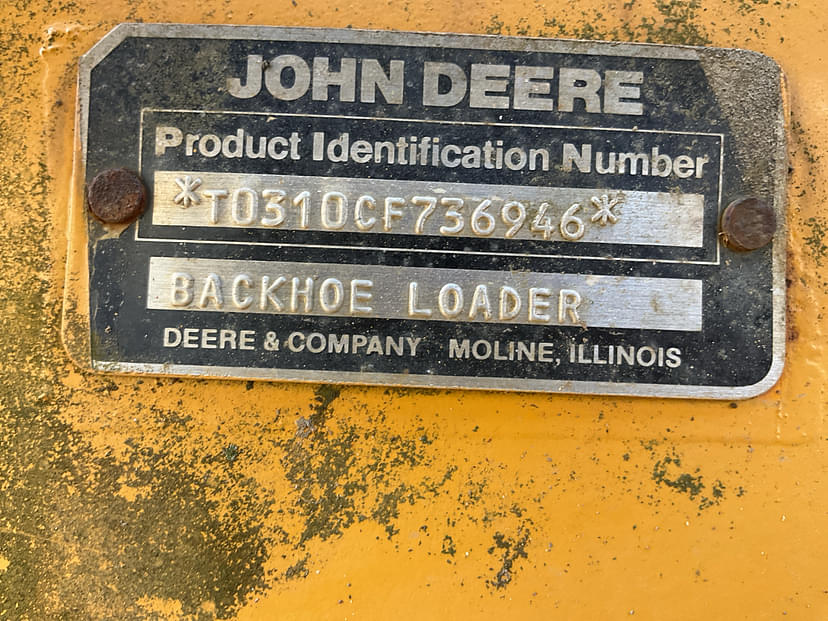 JOHN DEERE
Product Identification Number
*T0310CF736946*
BACKHOE LOADER
DEERE & COMPANY MOLINE, ILLINOIS